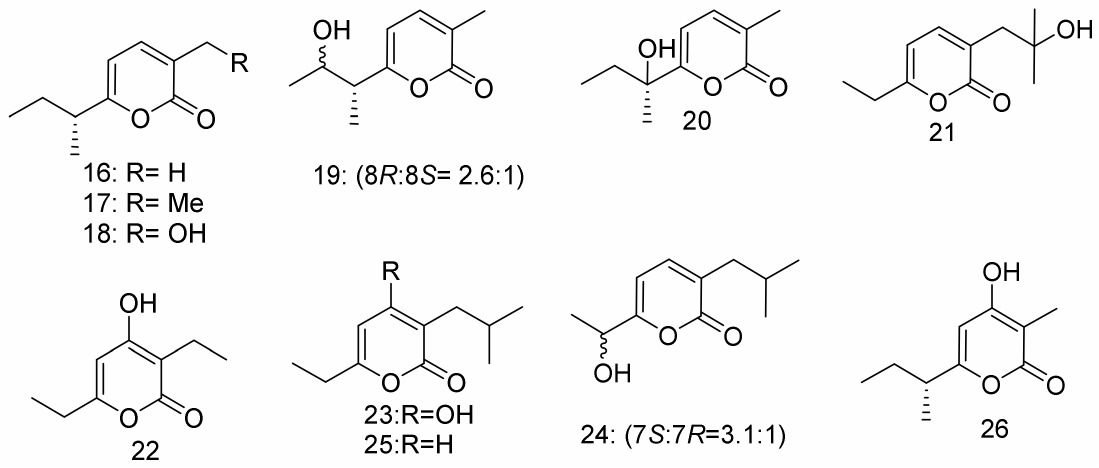 OH
R
O
O
16: R= H
17: R= Me
18: R= OH
OH
O
O
19: (8R:8S= 2.6:1)
OH
O
O
20
OH
O
O
21
OH
O
O
22
R
O
O
23:R=OH
25:R=H
OH
O
O
24: (7S:7R=3.1:1)
OH
O
O
26